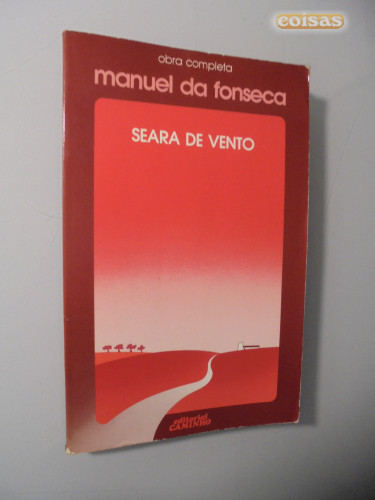 coisas
obra completa
manuel da fonseca
SEARA DE VENTO
editorial
CAMINHO